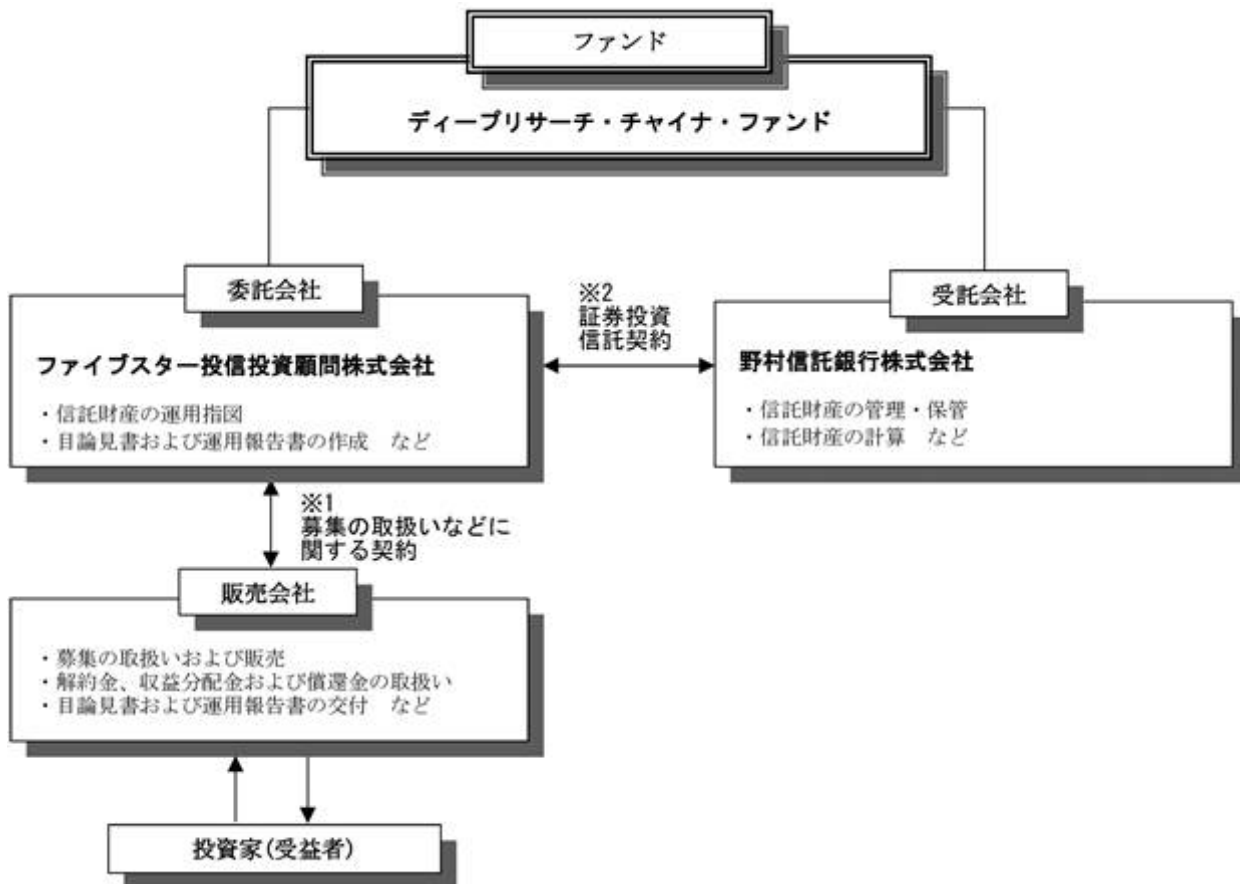 ファンド
ディープリサーチ・チャイナ・ファンド
委託会社
ファイブスター投信投資顧問株式会社
・信託財産の運用指図
・目論見書および運用報告書の作成　など
※2
証券投資
信託契約
受託会社
野村信託銀行株式会社
・信託財産の管理・保管
・信託財産の計算　など
※1
募集の取扱いなどに
関する契約
販売会社
・募集の取扱いおよび販売
・解約金、収益分配金および償還金の取扱い
・目論見書および運用報告書の交付　など
投資家(受益者)